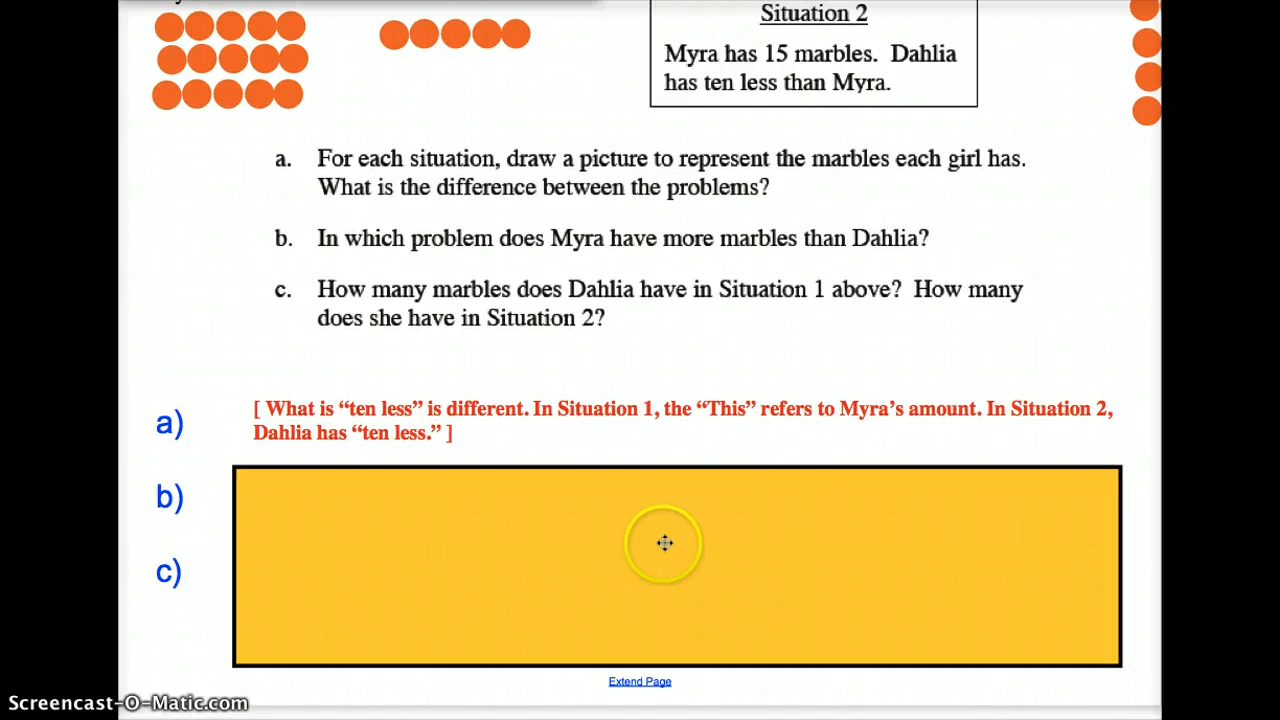 Situation 2
Myra has 15 marbles. Dahlia
has ten less than Myra.
a. For each situation, draw a picture to represent the marbles each girl has.
What is the difference between the problems?
b. In which problem does Myra have more marbles than Dahlia?
c. How many marbles does Dahlia have in Situation 1 above? How many
does she have in Situation 2?
a) [ What is “ten less” is different. In Situation 1, the “This” refers to Myra’s amount. In Situation 2,
Dahlia has “ten less.” ]
b)
c)
Extend Page
Screencast-O-Matic.com